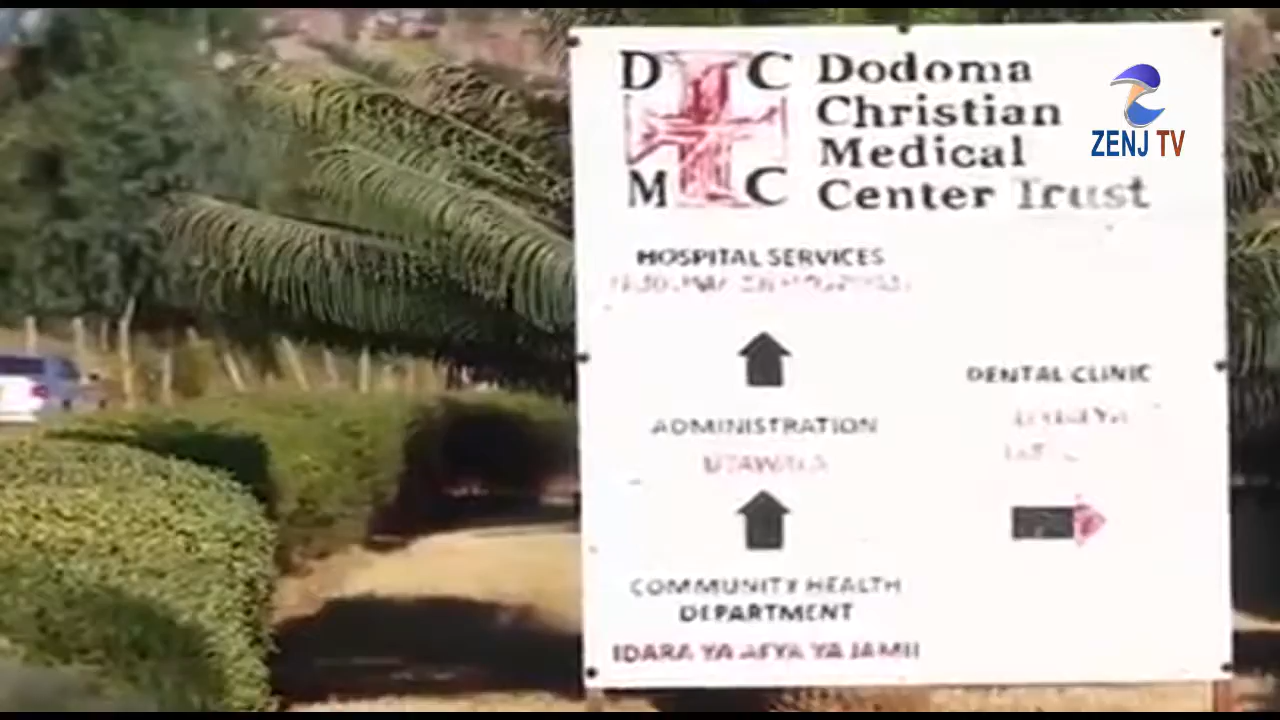 D C
M C
Dodoma
Christian
Medical
Center Trust
ZENJ TV
HOSPITAL SERVICES
ADMINISTRATION
UTAWALA
COMMUNITY HEALTH
DEPARTMENT
IDARA YA AFYA YA JAMII
DENTAL CLINIC